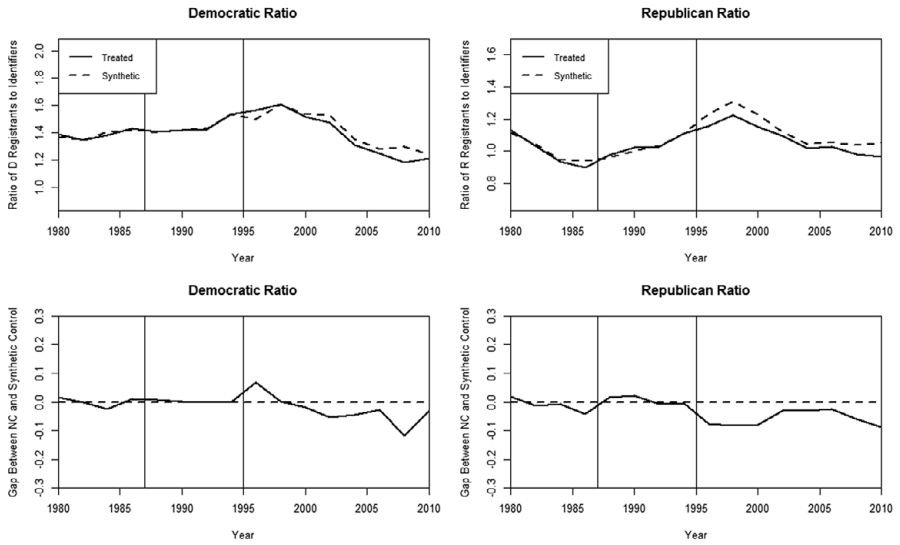 Democratic Ratio
Ratio of D Registrants to Identifiers
2.0
1.8
1.6
1.4
1.2
1.0
Treated
Synthetic
1980 1985 1990 1995 2000 2005 2010
Year
Republican Ratio
Ratio of R Registrants to Identifiers
1.6
1.4
1.2
1.0
0.8
Treated
Synthetic
1980 1985 1990 1995 2000 2005 2010
Year
Democratic Ratio
Gap Between NC and Synthetic Control
0.3
0.2
0.1
0.0
-0.1
-0.2
-0.3
1980 1985 1990 1995 2000 2005 2010
Year
Republican Ratio
Gap Between NC and Synthetic Control
0.3
0.2
0.1
0.0
-0.1
-0.2
-0.3
1980 1985 1990 1995 2000 2005 2010
Year